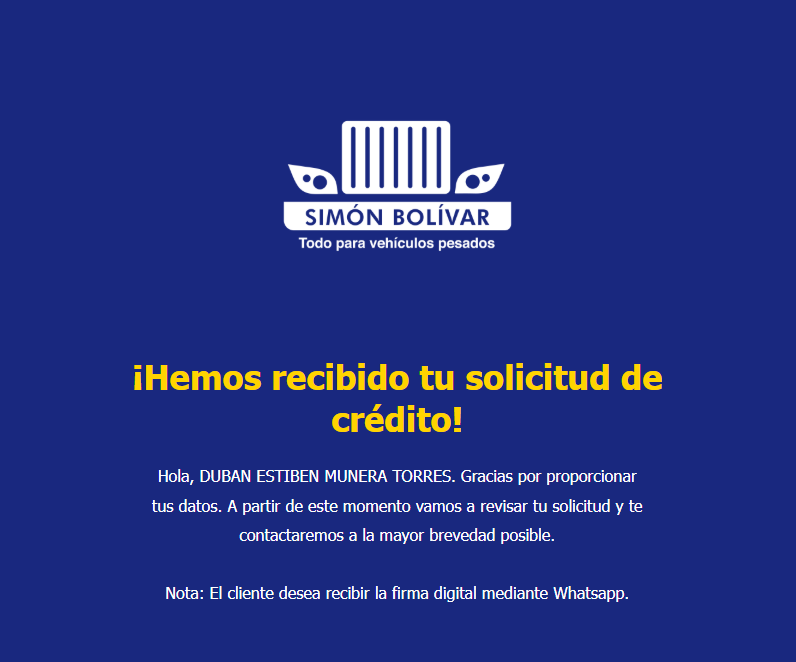 SIMÓN BOLÍVAR
Todo para vehículos pesados
¡Hemos recibido tu solicitud de
crédito!
Hola, DUBAN ESTIBEN MUNERA TORRES. Gracias por proporcionar
tus datos. A partir de este momento vamos a revisar tu solicitud y te
contactaremos a la mayor brevedad posible.
Nota: El cliente desea recibir la firma digital mediante Whatsapp.